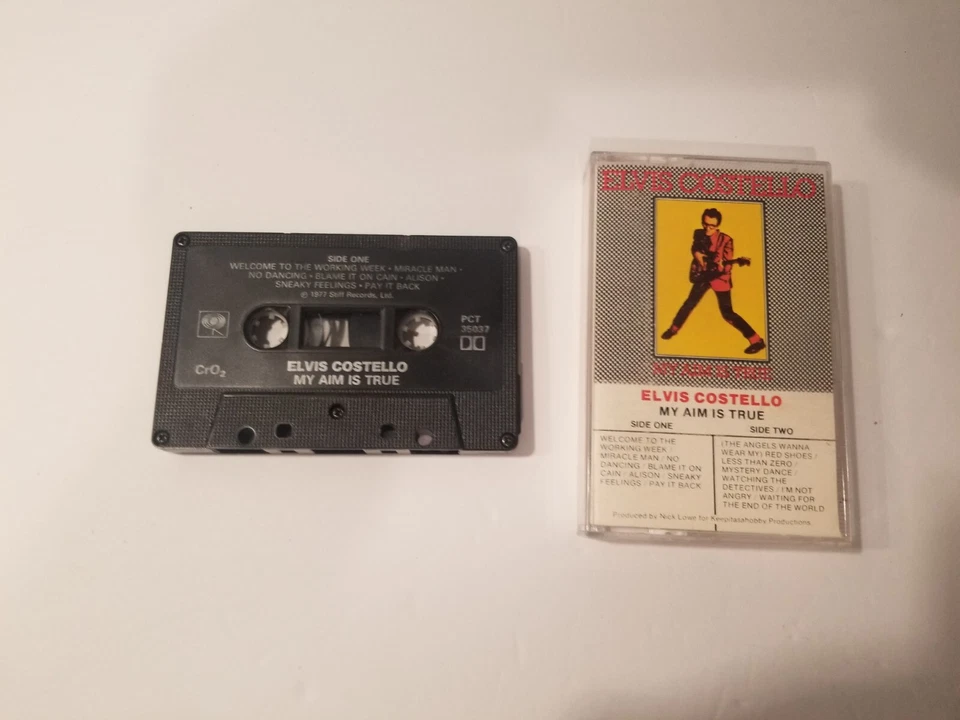 SIDE ONE
WELCOME TO THE WORKING WEEK • MIRACLE MAN •
NO DANCING • BLAME IT ON CAIN • ALISON •
SNEAKY FEELINGS • PAY IT BACK
© 1977 Stiff Records, Ltd.
PCT
35037
CrO2
ELVIS COSTELLO
MY AIM IS TRUE
ELVIS COSTELLO
MY AIM IS TRUE
ELVIS COSTELLO
MY AIM IS TRUE
SIDE ONE
WELCOME TO THE
WORKING WEEK /
MIRACLE MAN / NO
DANCING / BLAME IT ON
CAIN / ALISON / SNEAKY
FEELINGS / PAY IT BACK
SIDE TWO
(THE ANGELS WANNA
WEAR MY) RED SHOES /
LESS THAN ZERO /
MYSTERY DANCE /
WATCHING THE
DETECTIVES / I'M NOT
ANGRY / WAITING FOR
THE END OF THE WORLD
Produced by Nick Lowe for Keepitasahobby Productions